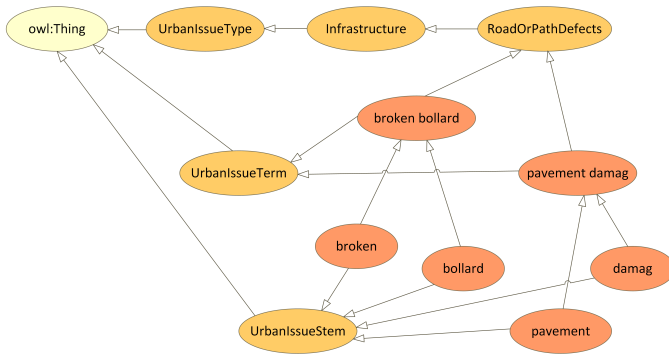 owl:Thing
UrbanIssueType
Infrastructure
RoadOrPathDefects
broken bollard
UrbanIssueTerm
pavement damag
broken
bollard
damag
UrbanIssueStem
pavement